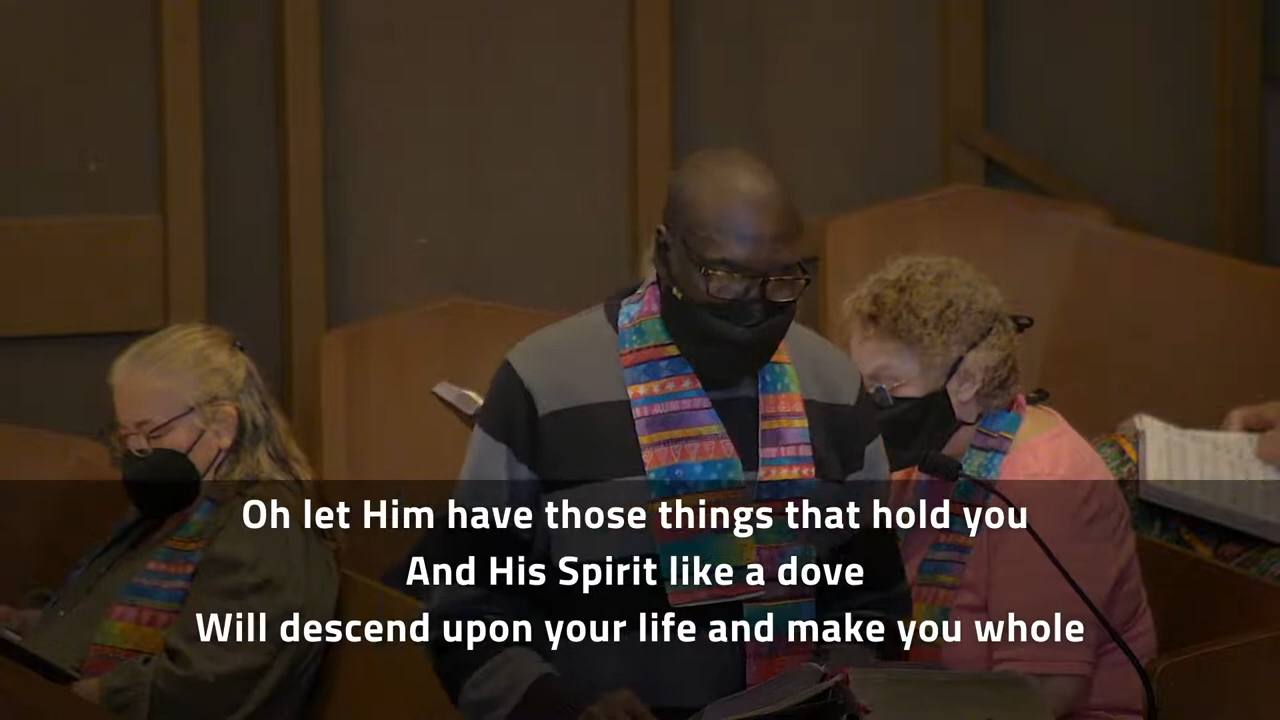 Oh let Him have those things that hold you
And His Spirit like a dove
Will descend upon your life and make you whole